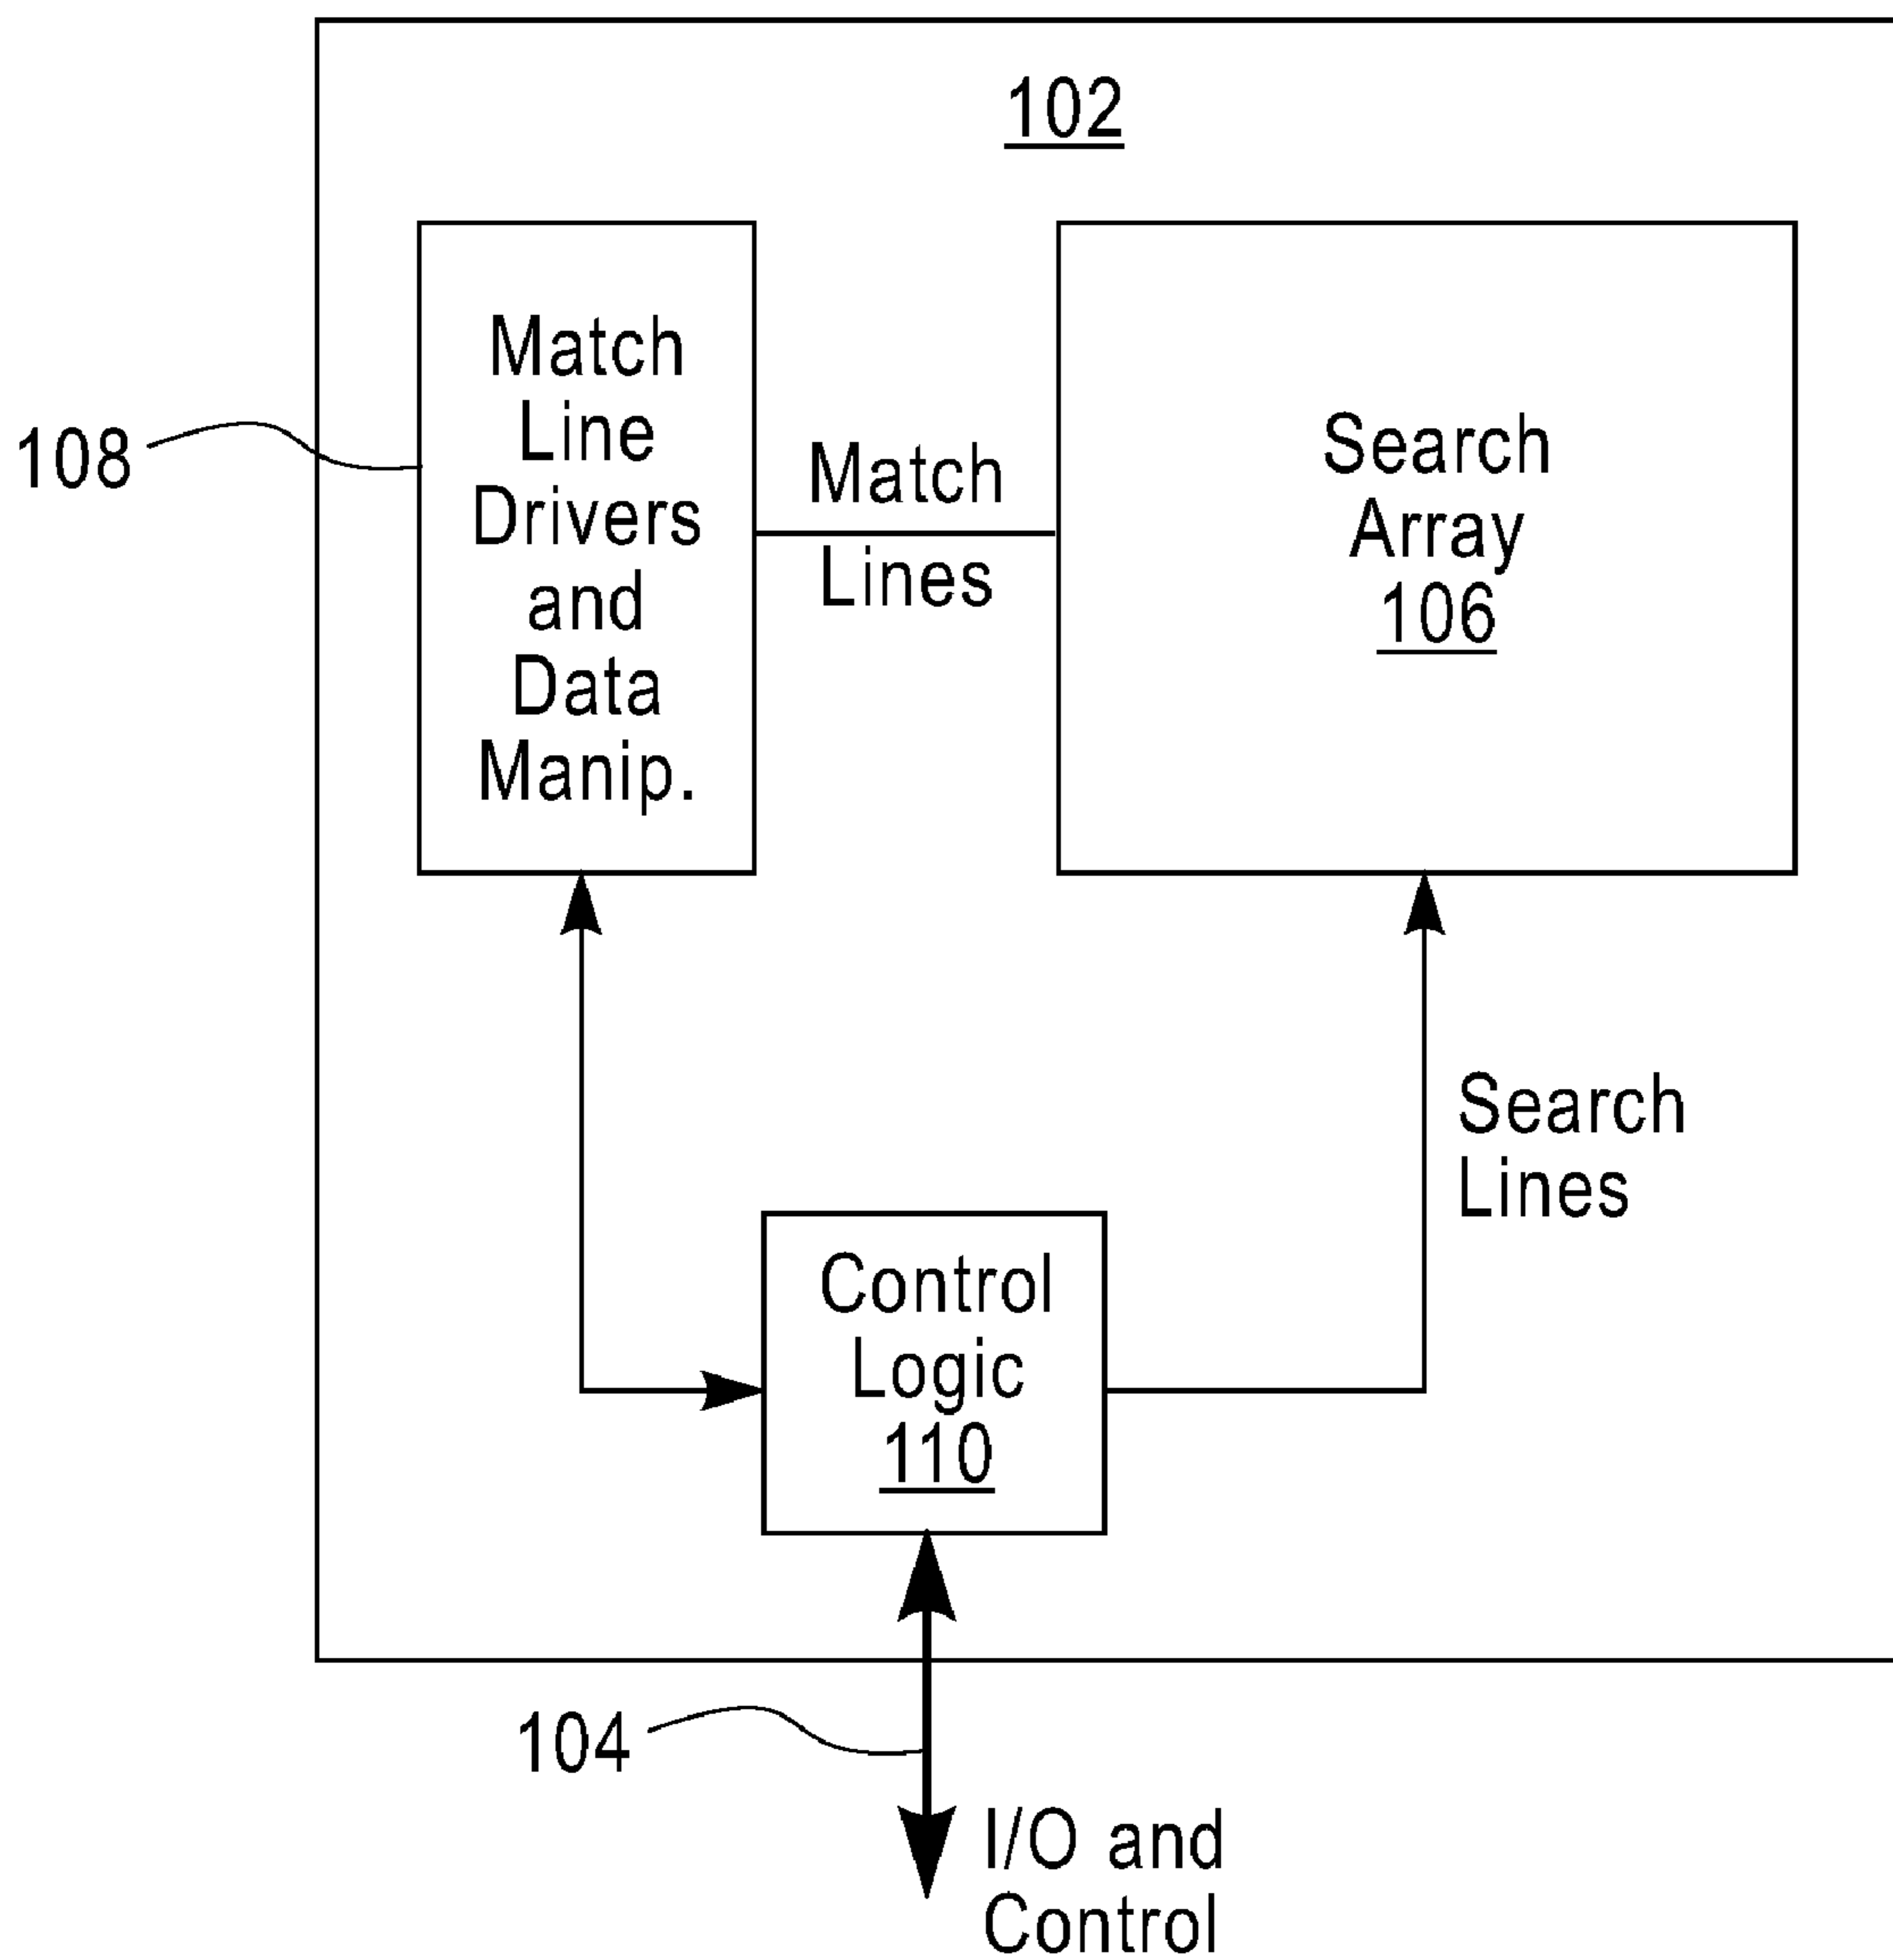 102
Match
Line
Drivers
and
Data
Manip.
108
Match
Lines
Search
Array
106
Search
Lines
Control
Logic
110
104
I/O and
Control